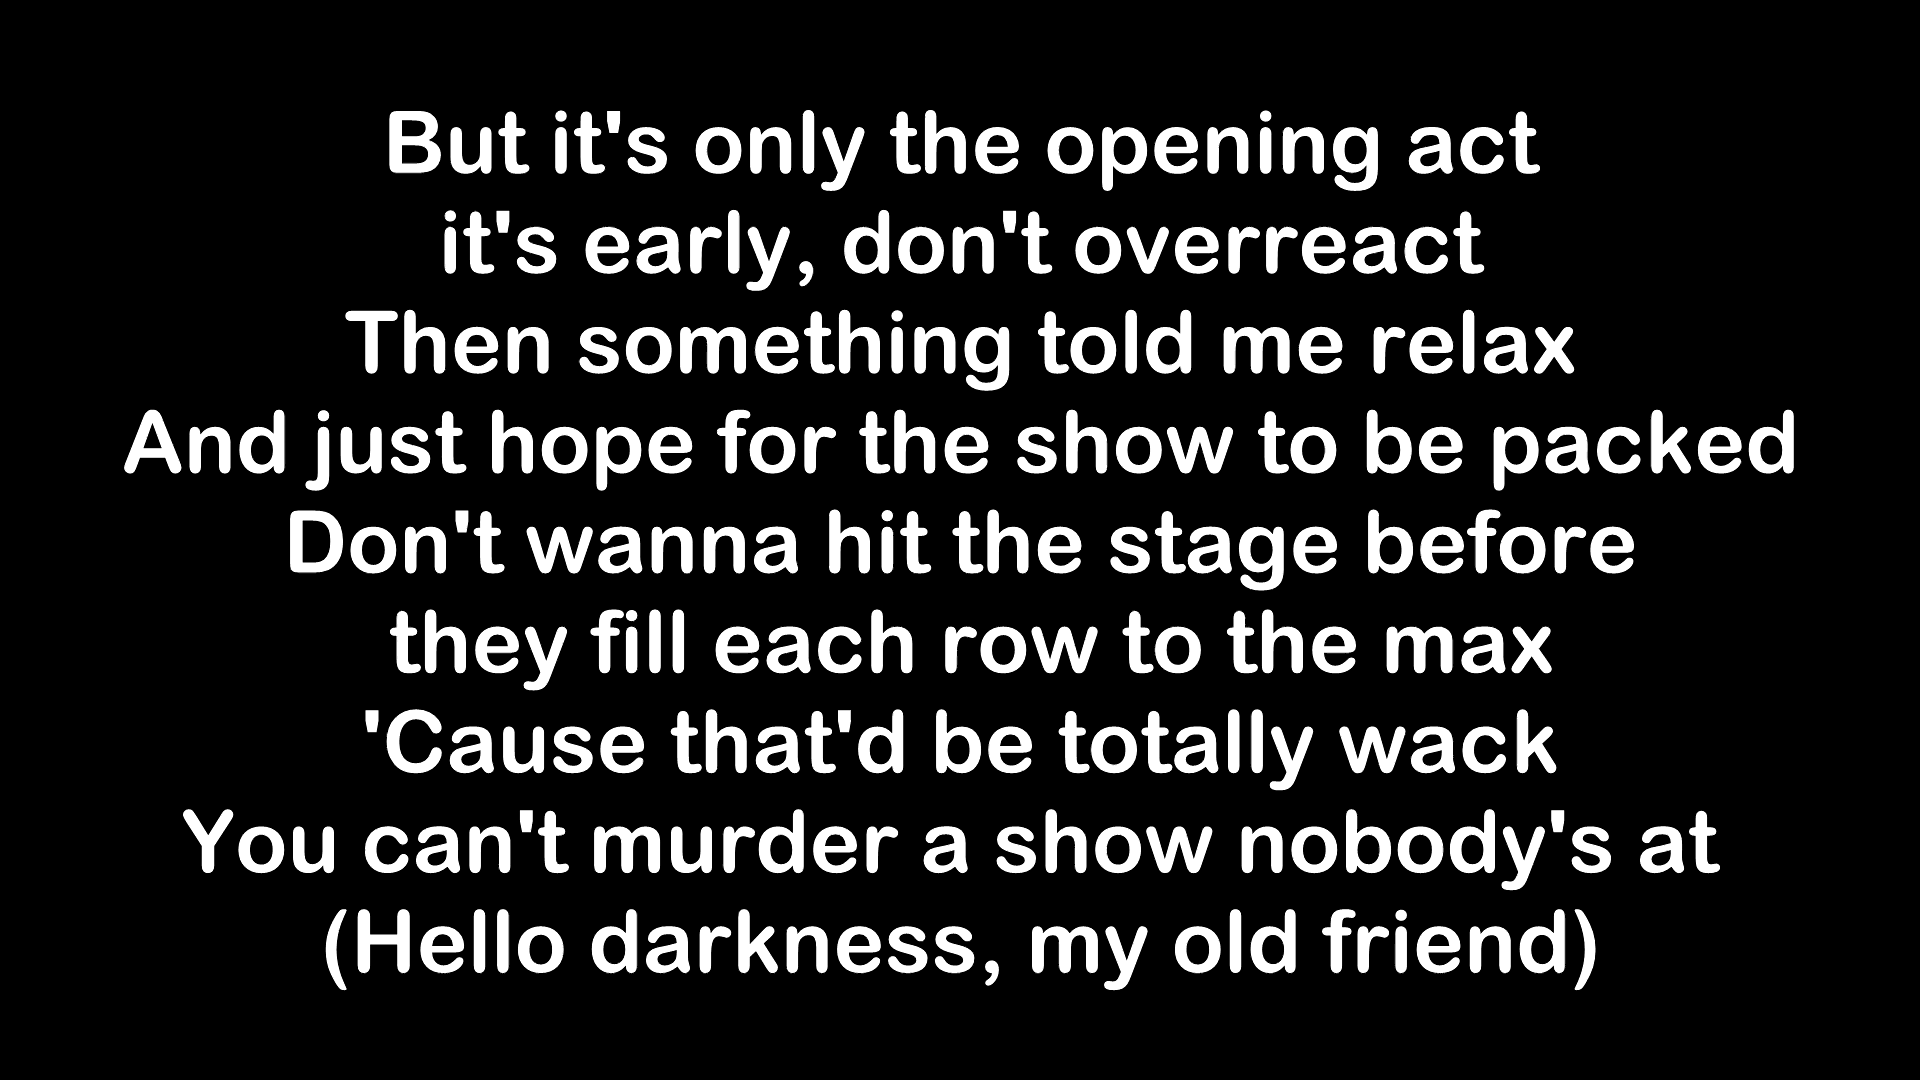 But it's only the opening act
it's early, don't overreact
Then something told me relax
And just hope for the show to be packed
Don't wanna hit the stage before
they fill each row to the max
'Cause that'd be totally wack
You can't murder a show nobody's at
(Hello darkness, my old friend)